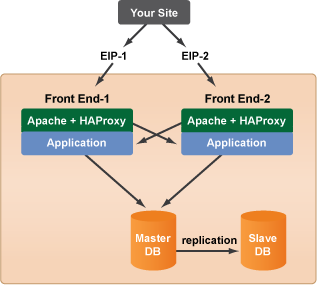 Your Site
EIP-1
EIP-2
Front End-1
Front End-2
Apache + HAProxy
Apache + HAProxy
Application
Application
Master
DB
replication
Slave
DB